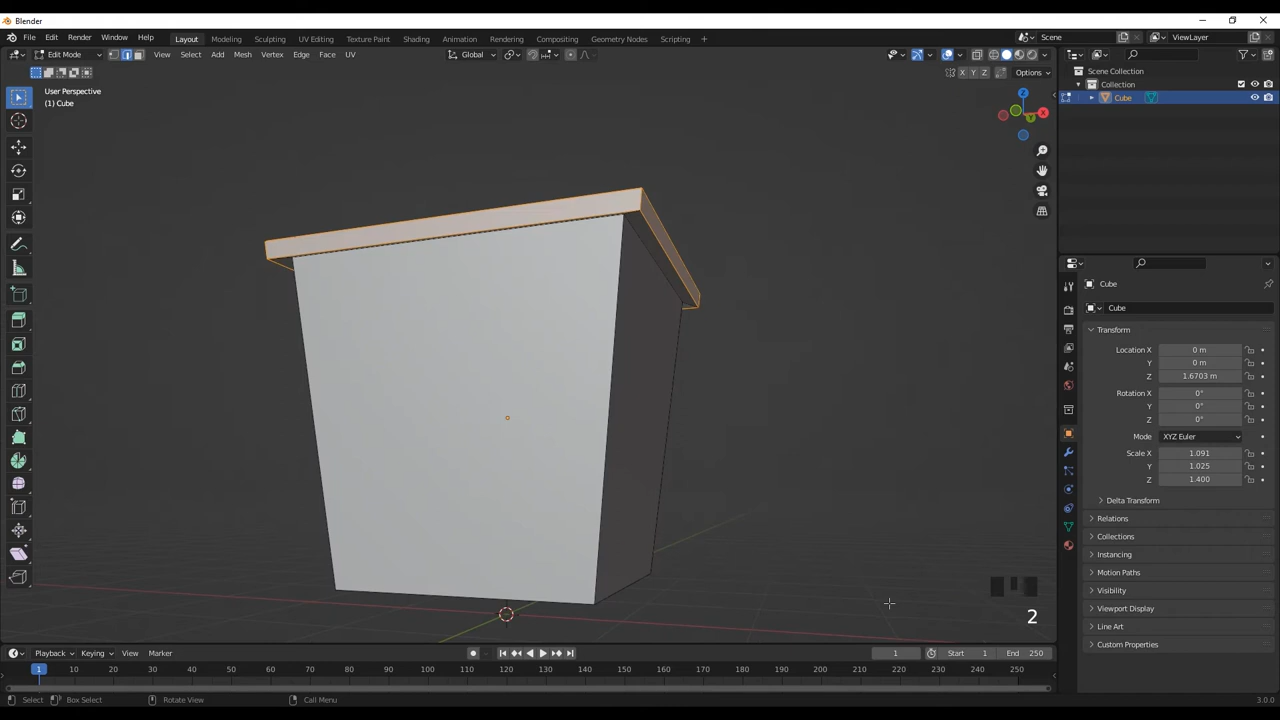 Blender
File Edit Render Window Help Layout Modeling Sculpting UV Editing Texture Paint Shading Animation Rendering Compositing Geometry Nodes Scripting + Scene ViewLayer
Edit Mode View Select Add Mesh Vertex Edge Face UV Global
X Y Z Options
User Perspective
(1) Cube
Z
X
Y
Scene Collection
Collection
Cube
Cube
Cube
Transform
Location X 0 m
Y 0 m
Z 1.6703 m
Rotation X 0°
Y 0°
Z 0°
Mode XYZ Euler
Scale X 1.091
Y 1.025
Z 1.400
Delta Transform
Relations
Collections
Instancing
Motion Paths
Visibility
Viewport Display
Line Art
Custom Properties
2
Playback Keying View Marker 1 Start 1 End 250
1 10 20 30 40 50 60 70 80 90 100 110 120 130 140 150 160 170 180 190 200 210 220 230 240 250
Select Box Select Rotate View Call Menu 3.0.0